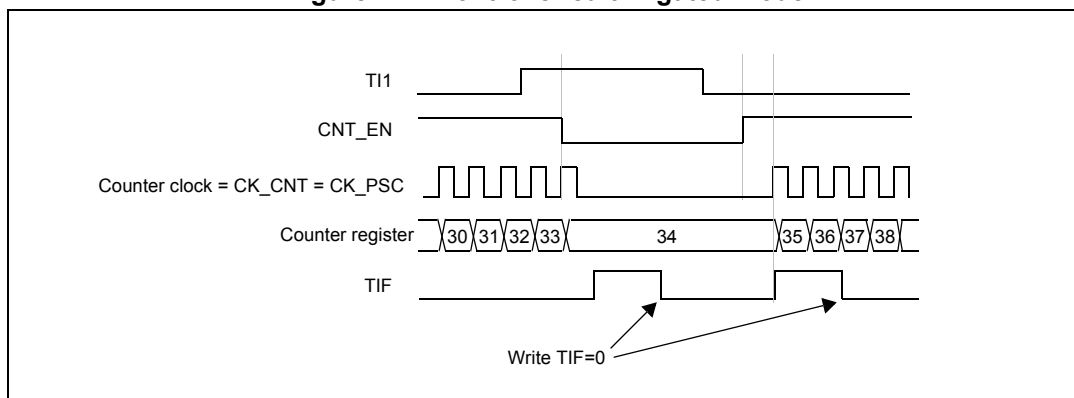 TI1
CNT_EN
Counter clock = CK_CNT = CK_PSC
Counter register 30 31 32 33 34 35 36 37 38
TIF
Write TIF=0